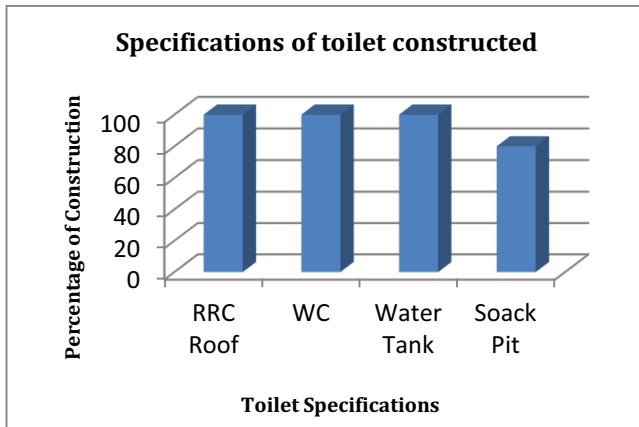 Specifications of toilet constructed
Percentage of Construction
100
80
60
40
20
0
RRC Roof
WC
Water Tank
Soack Pit
Toilet Specifications